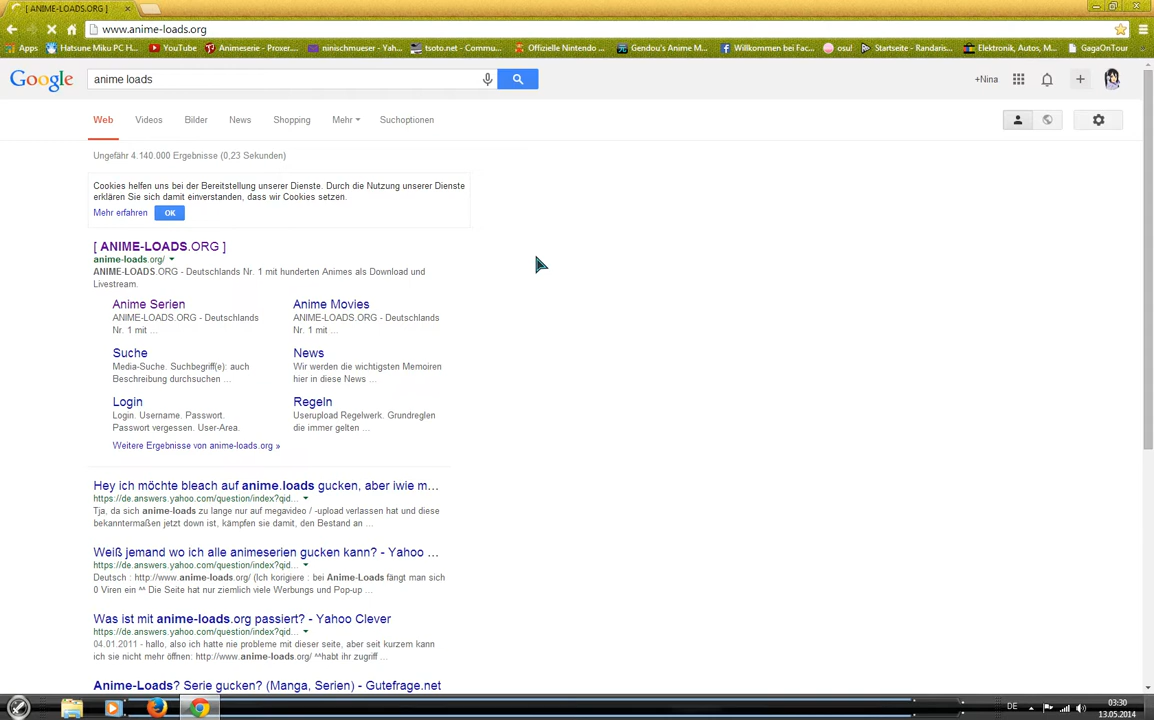 [ ANIME-LOADS.ORG ]
www.anime-loads.org
Apps Hatsune Miku PC H... YouTube Animeserie - Proxer.... ninischmueser - Yah... tsoto.net - Commu... Offizielle Nintendo ... Gendou's Anime M... Willkommen bei Fac... osu! Startseite - Randaris... Elektronik, Autos, M... GagaOnTour
Google anime loads +Nina
Web Videos Bilder News Shopping Mehr Suchoptionen
Ungefähr 4.140.000 Ergebnisse (0,23 Sekunden)
Cookies helfen uns bei der Bereitstellung unserer Dienste. Durch die Nutzung unserer Dienste
erklären Sie sich damit einverstanden, dass wir Cookies setzen.
Mehr erfahren OK
[ ANIME-LOADS.ORG ]
anime-loads.org/
ANIME-LOADS.ORG - Deutschlands Nr. 1 mit hunderten Animes als Download und
Livestream.
Anime Serien
ANIME-LOADS.ORG - Deutschlands
Nr. 1 mit ...
Anime Movies
ANIME-LOADS.ORG - Deutschlands
Nr. 1 mit ...
Suche
Media-Suche. Suchbegriff(e): auch
Beschreibung durchsuchen ...
News
Wir werden die wichtigsten Memoiren
hier in diese News ...
Login
Login. Username. Passwort.
Passwort vergessen. User-Area.
Regeln
Userupload Regelwerk. Grundreglen
die immer gelten ...
Weitere Ergebnisse von anime-loads.org »
Hey ich möchte bleach auf anime.loads gucken, aber iwie m...
https://de.answers.yahoo.com/question/index?qid...
Tja, da sich anime-loads zu lange nur auf megavideo / -upload verlassen hat und diese
bekanntermaßen jetzt down ist, kämpfen sie damit, den Bestand an ...
Weiß jemand wo ich alle animeserien gucken kann? - Yahoo ...
https://de.answers.yahoo.com/question/index?qid...
Deutsch : http://www.anime-loads.org/ (Ich korigiere : bei Anime-Loads fängt man sich
0 Viren ein ^^ Die Seite hat nur ziemlich viele Werbungs und Pop-up ...
Was ist mit anime-loads.org passiert? - Yahoo Clever
https://de.answers.yahoo.com/question/index?qid...
04.01.2011 - hallo, also ich hatte nie probleme mit dieser seite, aber seit kurzem kann
ich sie nicht mehr öffnen: http://www.anime-loads.org/ ^^habt ihr zugriff ...
Anime-Loads? Serie gucken? (Manga, Serien) - Gutefrage.net
DE 03:30
13.05.2014